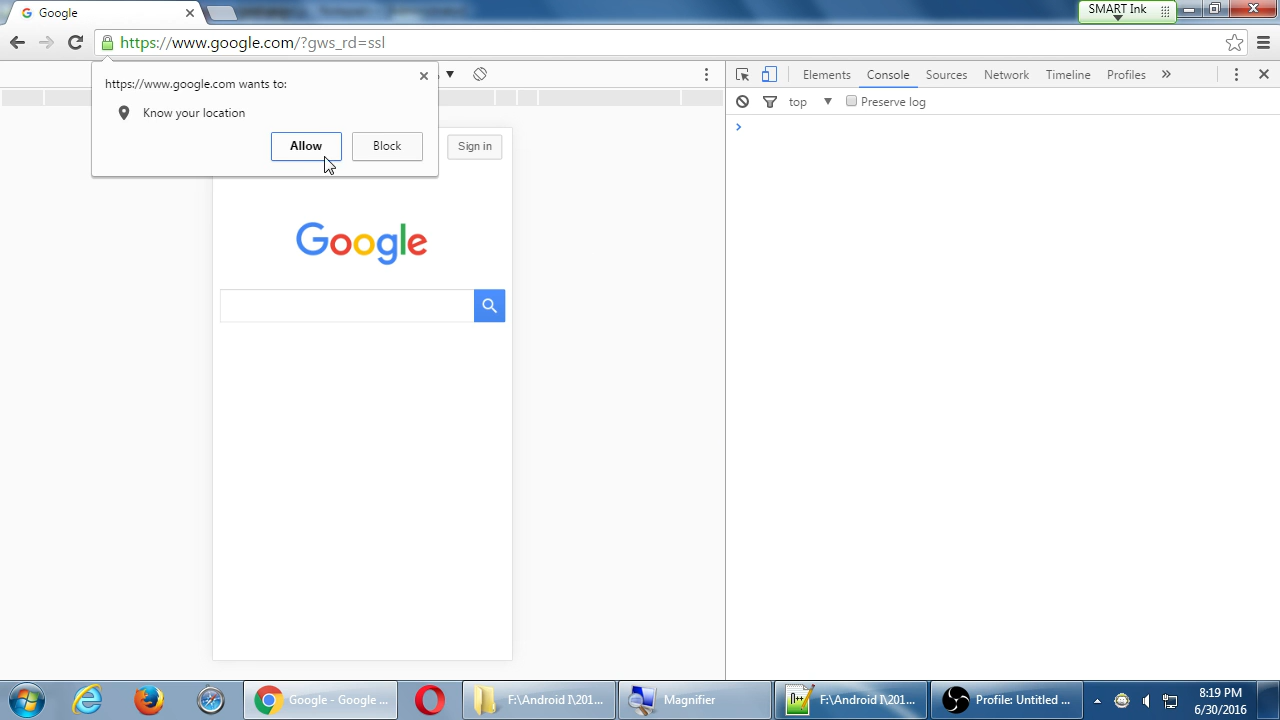 Google
SMART Ink
https://www.google.com/?gws_rd=ssl
https://www.google.com wants to:
Know your location
Allow
Block
Sign in
Google
Elements Console Sources Network Timeline Profiles »
top
Preserve log
Google - Google ...
F:\Android I\201...
Magnifier
F:\Android I\201...
Profile: Untitled ...
8:19 PM
6/30/2016